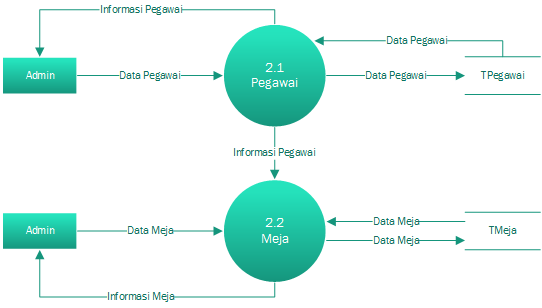 Informasi Pegawai
Data Pegawai
2.1
Pegawai
Admin
Data Pegawai
Data Pegawai
TPegawai
Informasi Pegawai
2.2
Meja
Data Meja
Admin
Data Meja
TMeja
Data Meja
Informasi Meja